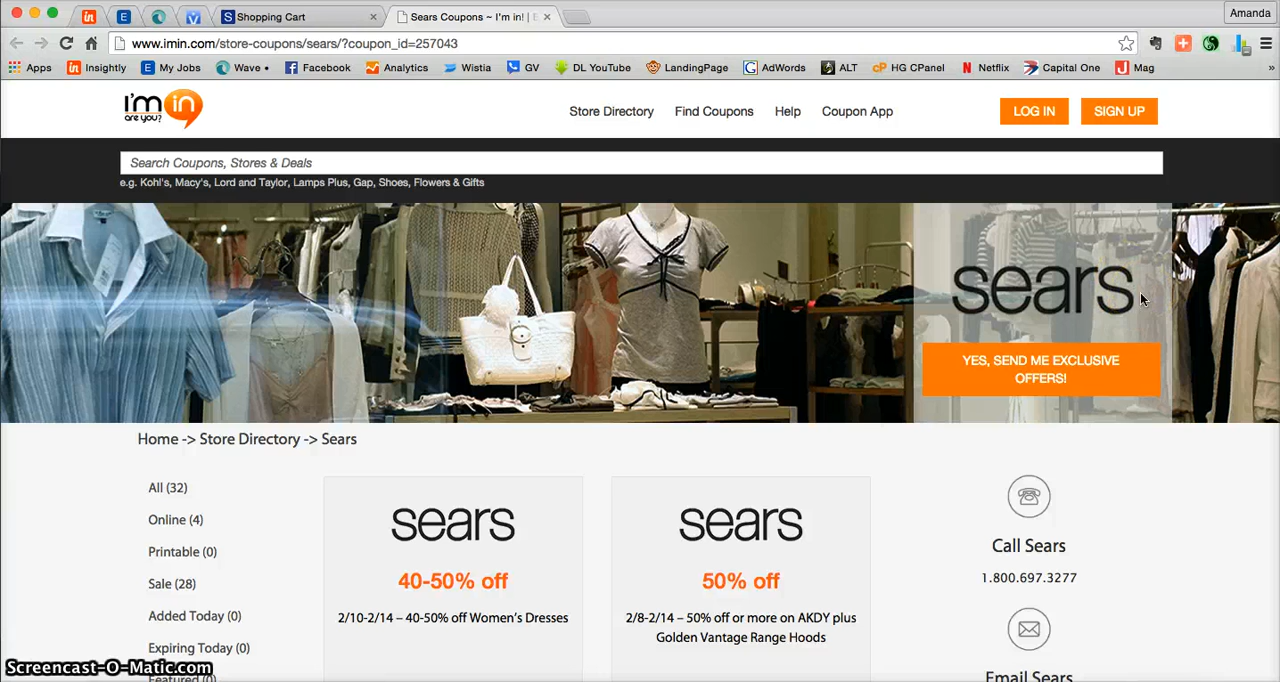 Shopping Cart
Sears Coupons ~ I'm in! | E
Amanda
www.imin.com/store-coupons/sears/?coupon_id=257043
Apps
Insightly
My Jobs
Wave •
Facebook
Analytics
Wistia
GV
DL YouTube
LandingPage
AdWords
ALT
HG CPanel
Netflix
Capital One
Mag
»
I'm in
are you?
Store Directory
Find Coupons
Help
Coupon App
LOG IN
SIGN UP
Search Coupons, Stores & Deals
e.g. Kohl's, Macy's, Lord and Taylor, Lamps Plus, Gap, Shoes, Flowers & Gifts
sears
YES, SEND ME EXCLUSIVE
OFFERS!
Home -> Store Directory -> Sears
All (32)
Online (4)
Printable (0)
Sale (28)
Added Today (0)
Expiring Today (0)
Featured (0)
sears
40-50% off
2/10-2/14 – 40-50% off Women's Dresses
sears
50% off
2/8-2/14 – 50% off or more on AKDY plus
Golden Vantage Range Hoods
Call Sears
1.800.697.3277
Email Sears
Screencast-O-Matic.com